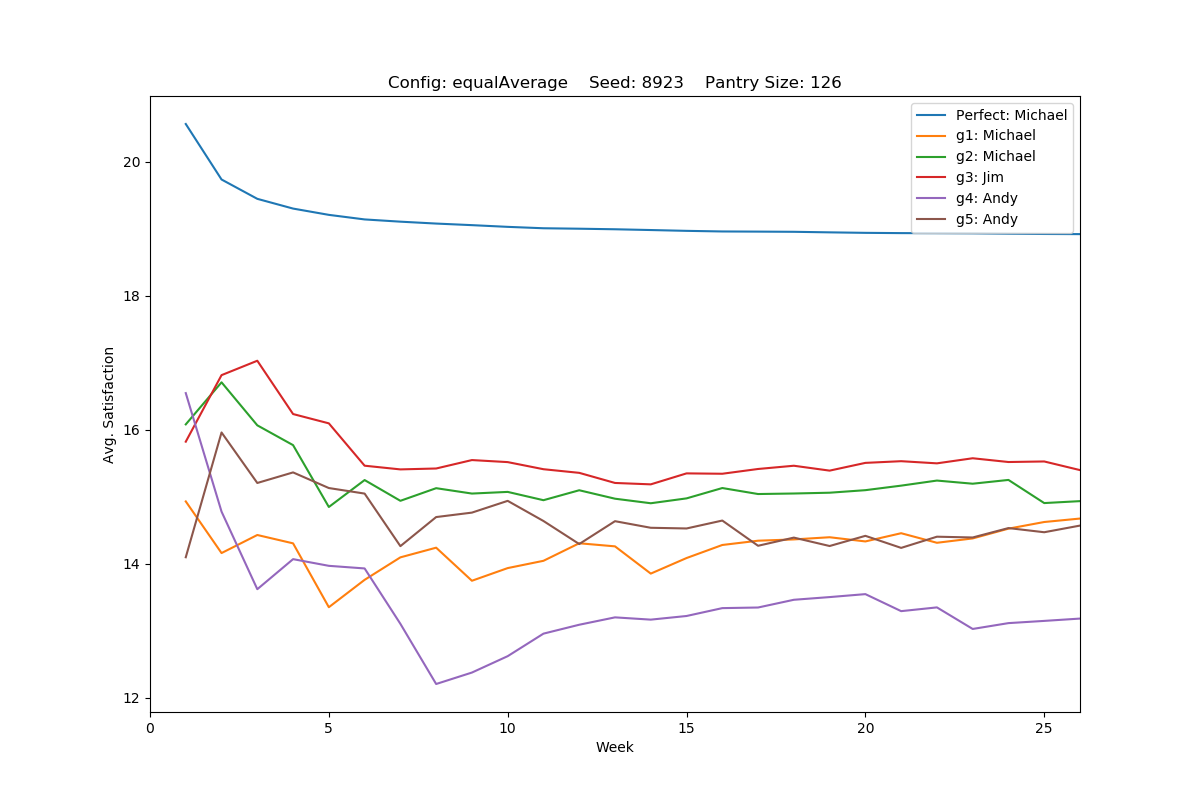 Config: equalAverage    Seed: 8923    Pantry Size: 126
Perfect: Michael
g1: Michael
g2: Michael
g3: Jim
g4: Andy
g5: Andy
Avg. Satisfaction
20
18
16
14
12
0 5 10 15 20 25
Week